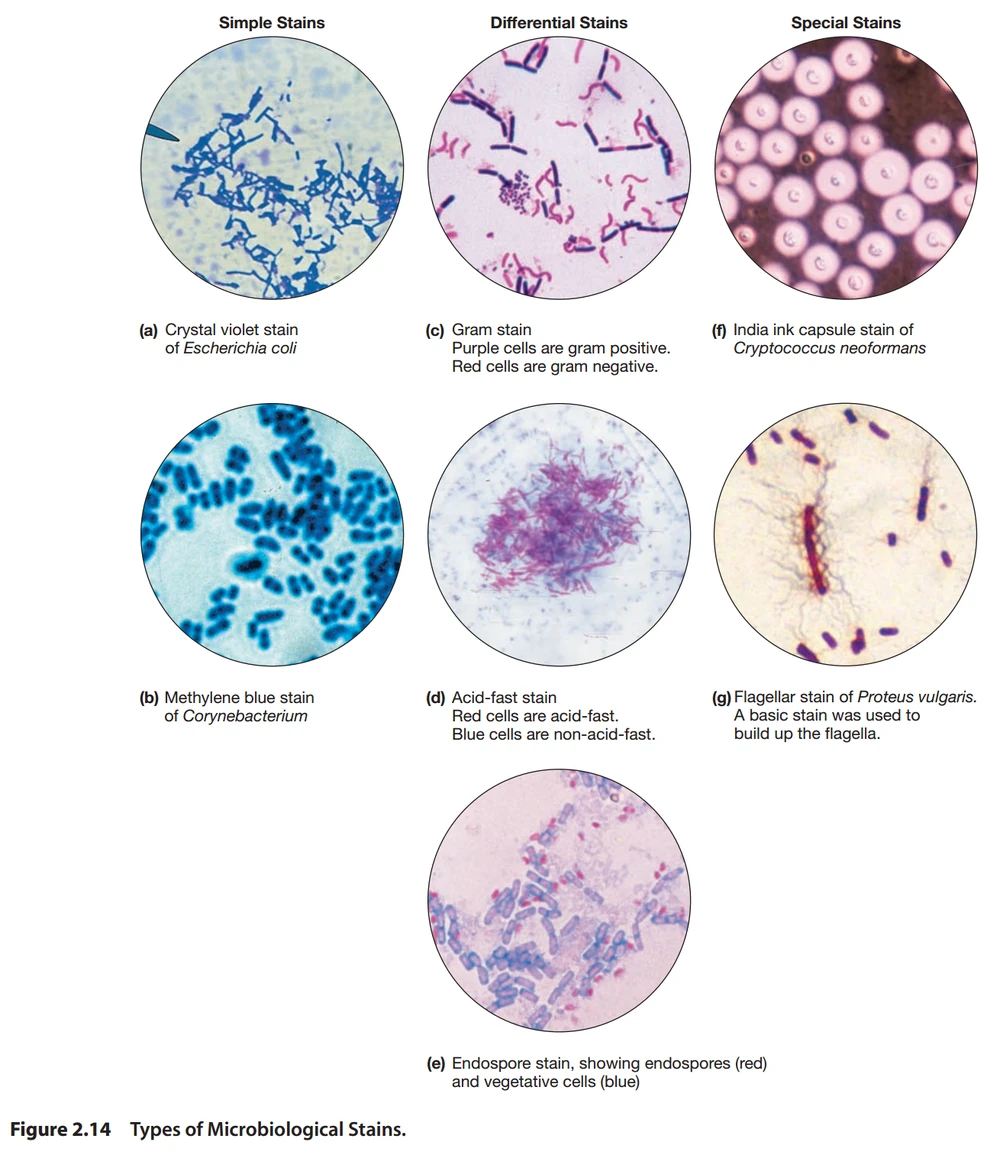 Simple Stains
Differential Stains
Special Stains
(a) Crystal violet stain
of Escherichia coli
(c) Gram stain
Purple cells are gram positive.
Red cells are gram negative.
(f) India ink capsule stain of
Cryptococcus neoformans
(b) Methylene blue stain
of Corynebacterium
(d) Acid-fast stain
Red cells are acid-fast.
Blue cells are non-acid-fast.
(g) Flagellar stain of Proteus vulgaris.
A basic stain was used to
build up the flagella.
(e) Endospore stain, showing endospores (red)
and vegetative cells (blue)
Figure 2.14 Types of Microbiological Stains.